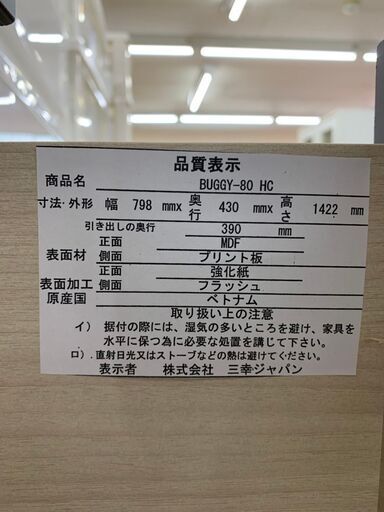 品質表示
商品名 BUGGY-80 HC
寸法・外形 幅 798 mmx 奥行 430 mmx 高さ 1422 mm
引き出しの奥行 390 mm
表面材 正面 MDF
側面 プリント板
表面加工 正面 強化紙
側面 フラッシュ
原産国 ベトナム
取り扱い上の注意
イ) 据付の際には、湿気の多いところを避け、家具を
水平に保つ為に必要な処置を講じて下さい。
ロ).直射日光又はストーブなどの熱は避けてください。
表示者 株式会社 三幸ジャパン